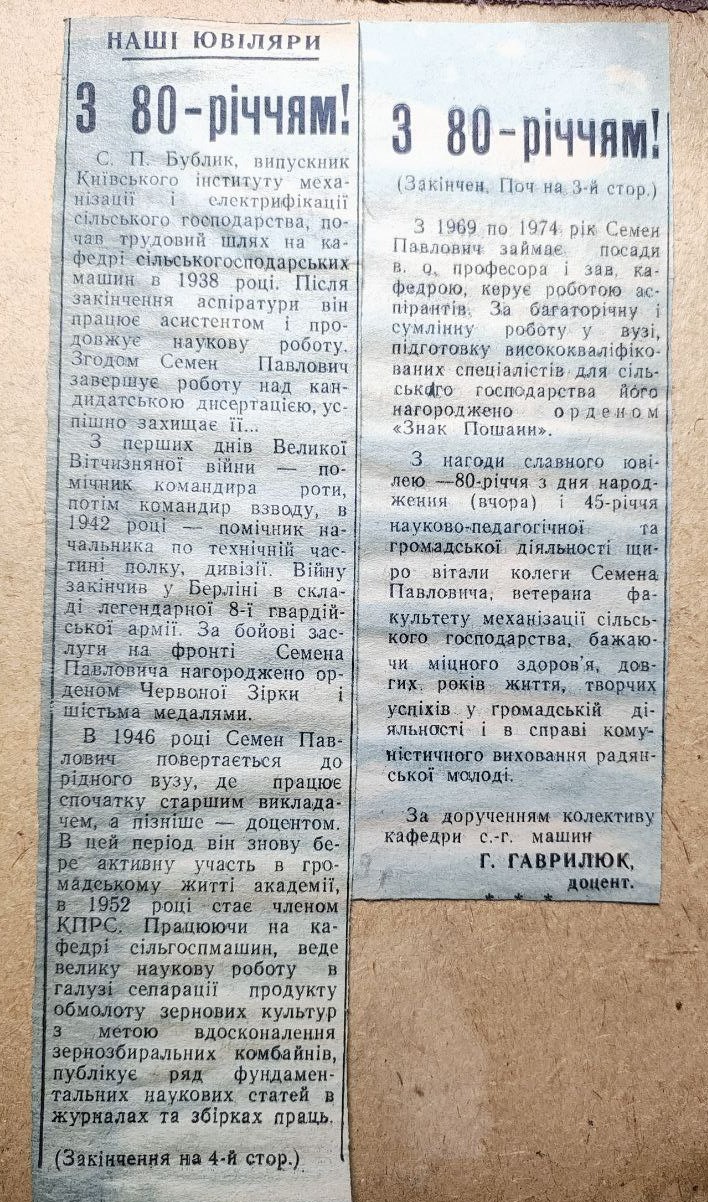 НАШІ ЮВІЛЯРИ
З 80-річчям!
С. П. Бублик, випускник
Київського інституту меха-
нізації і електрифікації
сільського господарства, по-
чав трудовий шлях на ка-
федрі сільськогосподарських
машин в 1938 році. Після
закінчення аспіратури він
працює асистентом і про-
довжує наукову роботу.
Згодом Семен Павлович
завершує роботу над кан-
дидатською дисертацією, ус-
пішно захищає її...
З перших днів Великої
Вітчизняної війни — по-
мічник командира роти,
потім командир взводу, в
1942 році — помічник на-
чальника по технічній час-
тині полку, дивізії. Війну
закінчив у Берліні в скла-
ді легендарної 8-ї гвардій-
ської армії. За бойові зас-
луги на фронті Семена
Павловича нагороджено ор-
деном Червоної Зірки і
шістьма медалями.
В 1946 році Семен Пав-
лович повертається до
рідного вузу, де працює
спочатку старшим виклада-
чем, а пізніше — доцентом.
В цей період він знову бе-
ре активну участь в гро-
мадському житті академії,
в 1952 році стає членом
КПРС. Працюючи на ка-
федрі сільгоспмашин, веде
велику наукову роботу в
галузі сепарації продукту
обмолоту зернових культур
з метою вдосконалення
зернозбиральних комбайнів,
публікує ряд фундамен-
тальних наукових статей в
журналах та збірках праць.
(Закінчення на 4-й стор.)
З 80-річчям!
(Закінчен. Поч на 3-й стор.)
З 1969 по 1974 рік Семен
Павлович займає посади
в. о. професора і зав. ка-
федрою, керує роботою ас-
пірантів. За багаторічну і
сумлінну роботу у вузі,
підготовку висококваліфіко-
ваних спеціалістів для сіль-
ського господарства його
нагороджено орденом
«Знак Пошани».
З нагоди славного юві-
лею —80-річчя з дня народ-
ження (вчора) і 45-річчя
науково-педагогічної та
громадської діяльності щи-
ро вітали колеги Семена
Павловича, ветерана фа-
культету механізації сільсь-
кого господарства, бажаю-
чи міцного здоров'я, дов-
гих років життя, творчих
успіхів у громадській ді-
яльності і в справі кому-
ністичного виховання радян-
ської молоді.
За дорученням колективу
кафедри с.-г. машин
Г. ГАВРИЛЮК,
доцент.
* * *